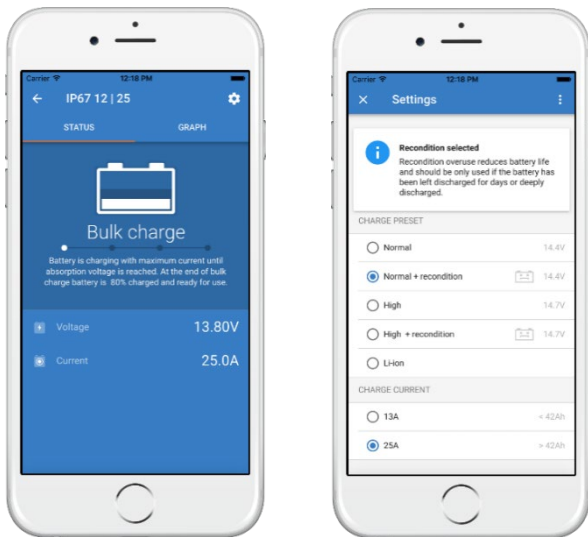 Carrier 12:18 PM
IP67 12 | 25
STATUS GRAPH
Bulk charge
Battery is charging with maximum current until
absorption voltage is reached. At the end of bulk
charge battery is 80% charged and ready for use.
Voltage 13.80V
Current 25.0A
Carrier 12:18 PM
Settings
Recondition selected
Recondition overuse reduces battery life
and should be only used if the battery has
been left discharged for days or deeply
discharged.
CHARGE PRESET
Normal 14.4V
Normal + recondition 14.4V
High 14.7V
High + recondition 14.7V
Li-ion
CHARGE CURRENT
13A < 42Ah
25A > 42Ah